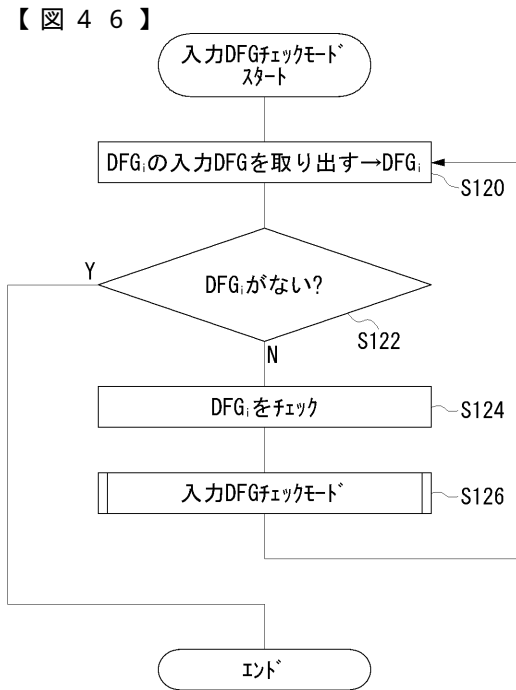 【図４６】
入力DFGﾁｪｯｸﾓｰﾄﾞ
ｽﾀｰﾄ
DFGiの入力DFGを取り出す→DFGi
S120
DFGiがない?
Y
S122
N
DFGiをﾁｪｯｸ
S124
入力DFGﾁｪｯｸﾓｰﾄﾞ
S126
ｴﾝﾄﾞ